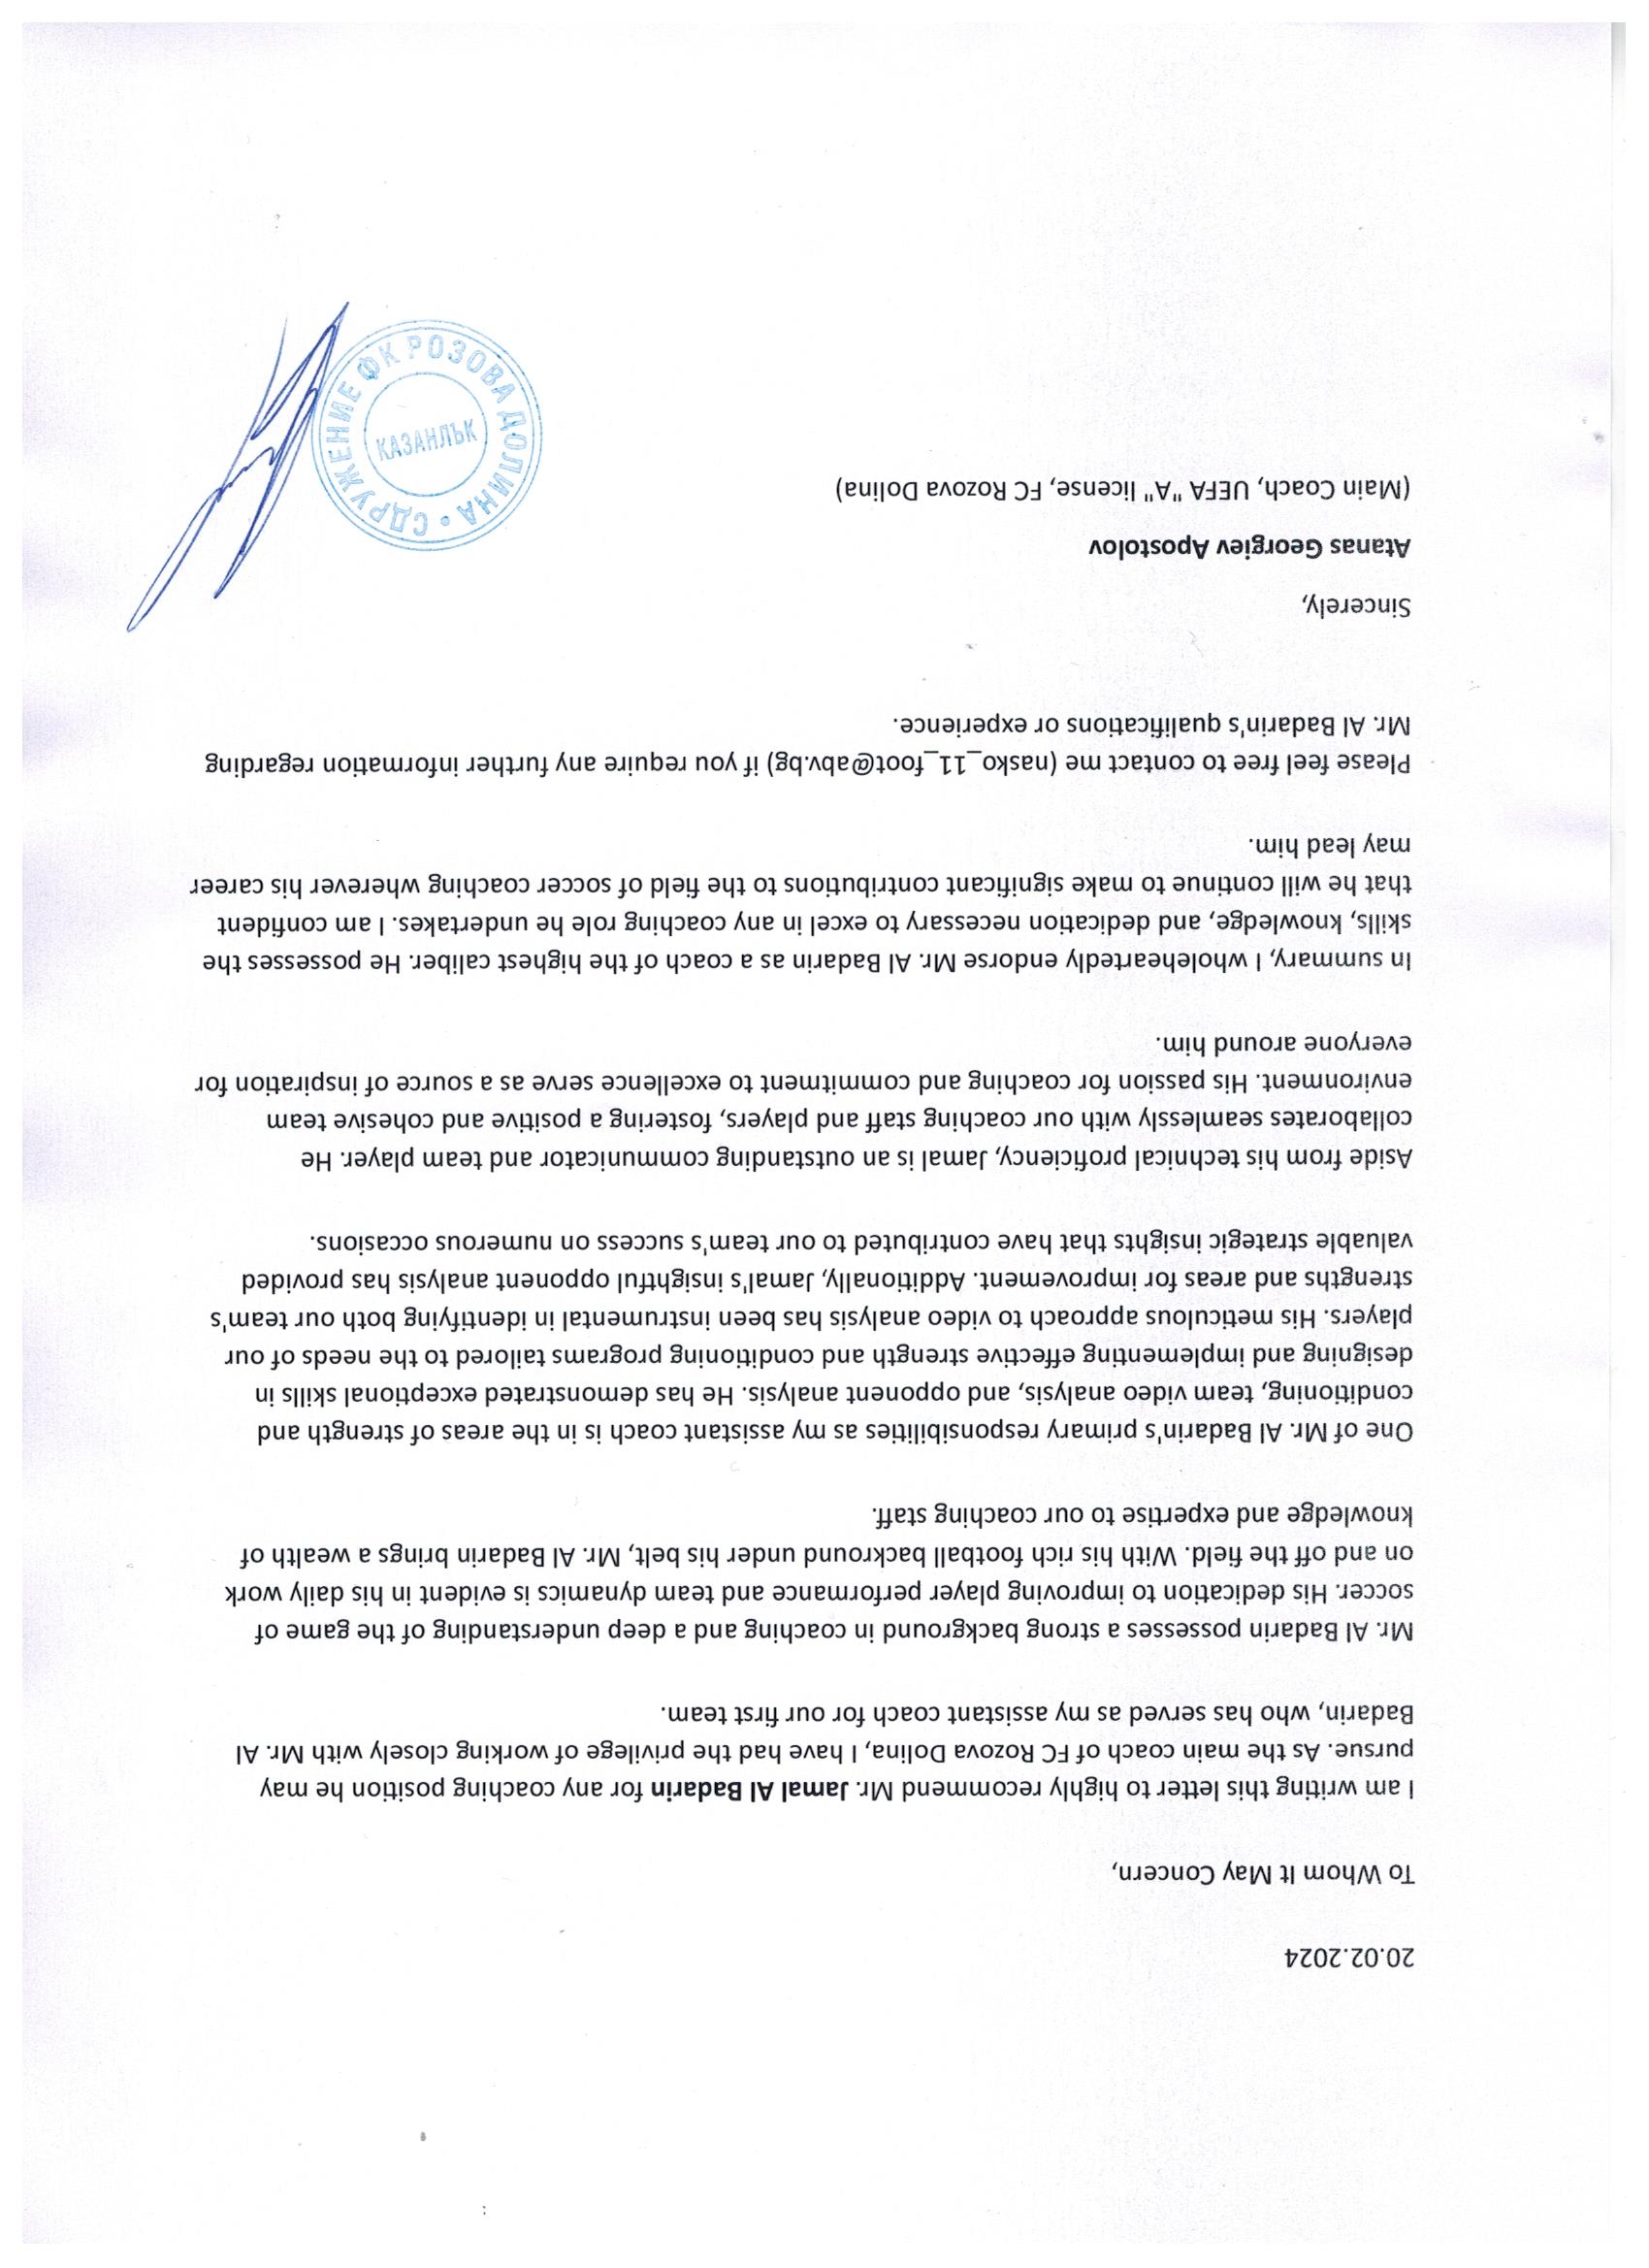 20.02.2024
To Whom It May Concern,
I am writing this letter to highly recommend Mr. Jamal Al Badarin for any coaching position he may
pursue. As the main coach of FC Rozova Dolina, I have had the privilege of working closely with Mr. Al
Badarin, who has served as my assistant coach for our first team.
Mr. Al Badarin possesses a strong background in coaching and a deep understanding of the game of
soccer. His dedication to improving player performance and team dynamics is evident in his daily work
on and off the field. With his rich football backround under his belt, Mr. Al Badarin brings a wealth of
knowledge and expertise to our coaching staff.
One of Mr. Al Badarin's primary responsibilities as my assistant coach is in the areas of strength and
conditioning, team video analysis, and opponent analysis. He has demonstrated exceptional skills in
designing and implementing effective strength and conditioning programs tailored to the needs of our
players. His meticulous approach to video analysis has been instrumental in identifying both our team's
strengths and areas for improvement. Additionally, Jamal's insightful opponent analysis has provided
valuable strategic insights that have contributed to our team's success on numerous occasions.
Aside from his technical proficiency, Jamal is an outstanding communicator and team player. He
collaborates seamlessly with our coaching staff and players, fostering a positive and cohesive team
environment. His passion for coaching and commitment to excellence serve as a source of inspiration for
everyone around him.
In summary, I wholeheartedly endorse Mr. Al Badarin as a coach of the highest caliber. He possesses the
skills, knowledge, and dedication necessary to excel in any coaching role he undertakes. I am confident
that he will continue to make significant contributions to the field of soccer coaching wherever his career
may lead him.
Please feel free to contact me (nasko_11_foot@abv.bg) if you require any further information regarding
Mr. Al Badarin's qualifications or experience.
Sincerely,
Atanas Georgiev Apostolov
(Main Coach, UEFA "A" license, FC Rozova Dolina)
СДРУЖЕНИЕ ФК РОЗОВА ДОЛИНА •
КАЗАНЛЪК